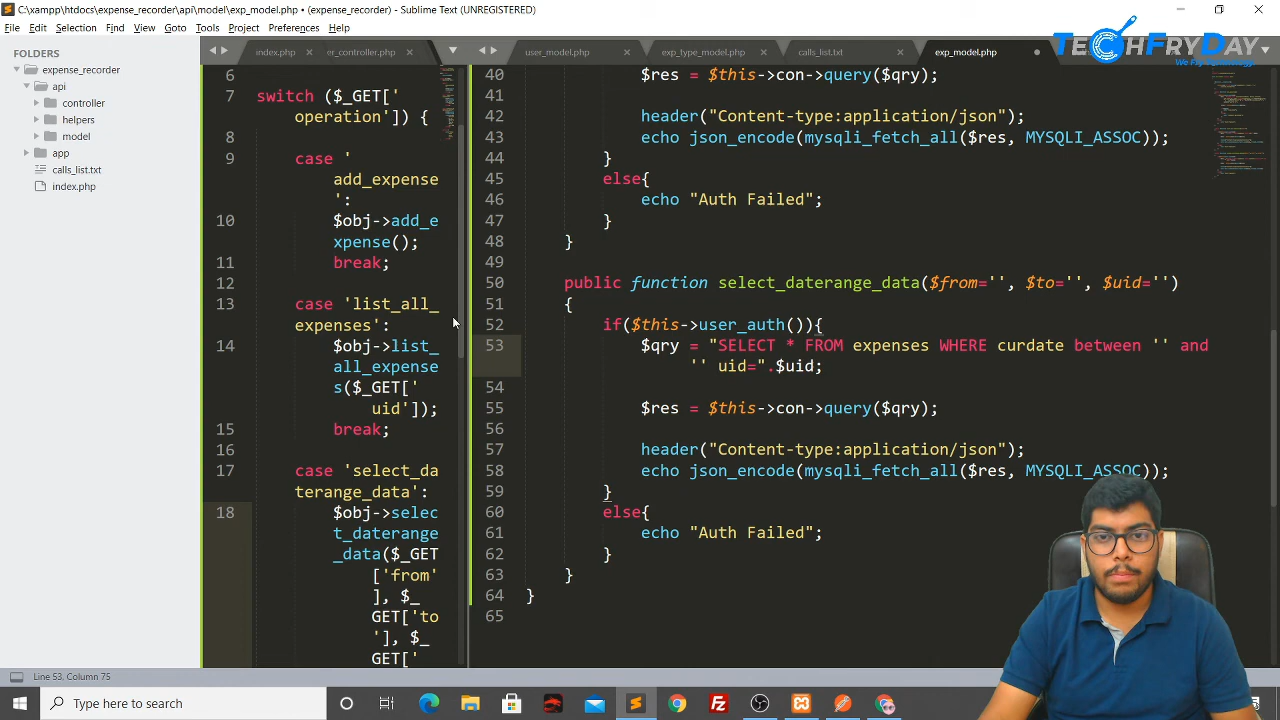 C:\xampp\htdocs\expense_recorder\api\model\exp_model.php • (expense_recorder) - Sublime Text (UNREGISTERED)
File Edit Selection Find View Goto Tools Project Preferences Help
TECHFRYDAY
We Fry Technology
FOLDERS
expense_recorder
api
controller
helpers
model
app
calls_list.txt
index.php
index.php er_controller.php
6
7 switch ($_GET['
operation']) {
8
9 case '
add_expense
':
10 $obj->add_e
xpense();
11 break;
12
13 case 'list_all_
expenses':
14 $obj->list_
all_expense
s($_GET['
uid']);
15 break;
16
17 case 'select_da
terange_data':
18 $obj->selec
t_daterange
_data($_GET
['from'
], $_
GET['to
'], $_
GET['
user_model.php exp_type_model.php calls_list.txt exp_model.php
40 $res = $this->con->query($qry);
41
42 header("Content-type:application/json");
43 echo json_encode(mysqli_fetch_all($res, MYSQLI_ASSOC));
44 }
45 else{
46 echo "Auth Failed";
47 }
48 }
49
50 public function select_daterange_data($from='', $to='', $uid='')
51 {
52 if($this->user_auth()){
53 $qry = "SELECT * FROM expenses WHERE curdate between '' and
'' uid=".$uid;
54
55 $res = $this->con->query($qry);
56
57 header("Content-type:application/json");
58 echo json_encode(mysqli_fetch_all($res, MYSQLI_ASSOC));
59 }
60 else{
61 echo "Auth Failed";
62 }
63 }
64 }
65
Line 53, Column 75
Type here to search